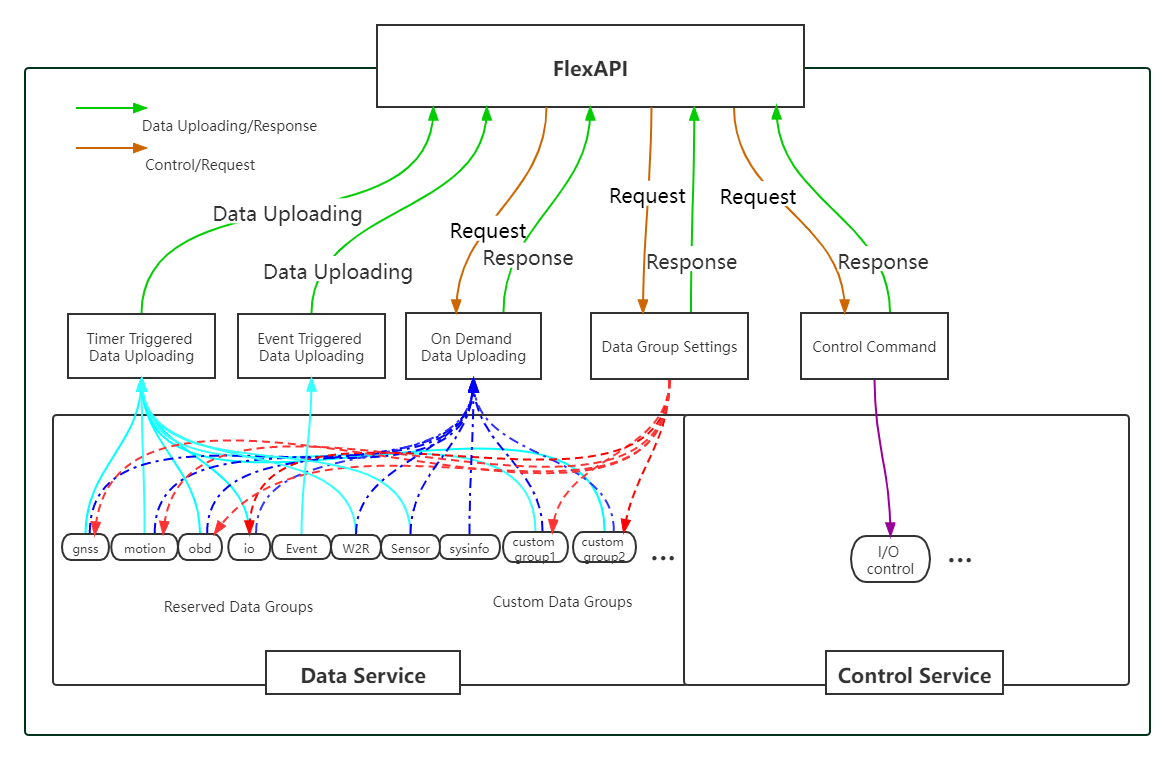 FlexAPI
Data Uploading/Response
Control/Request
Data Uploading
Data Uploading
Request
Response
Request
Response
Request
Response
Timer Triggered
Data Uploading
Event Triggered
Data Uploading
On Demand
Data Uploading
Data Group Settings
Control Command
gnss
motion
obd
io
Event
W2R
Sensor
sysinfo
custom
group1
custom
group2
...
I/O
control
...
Reserved Data Groups
Custom Data Groups
Data Service
Control Service